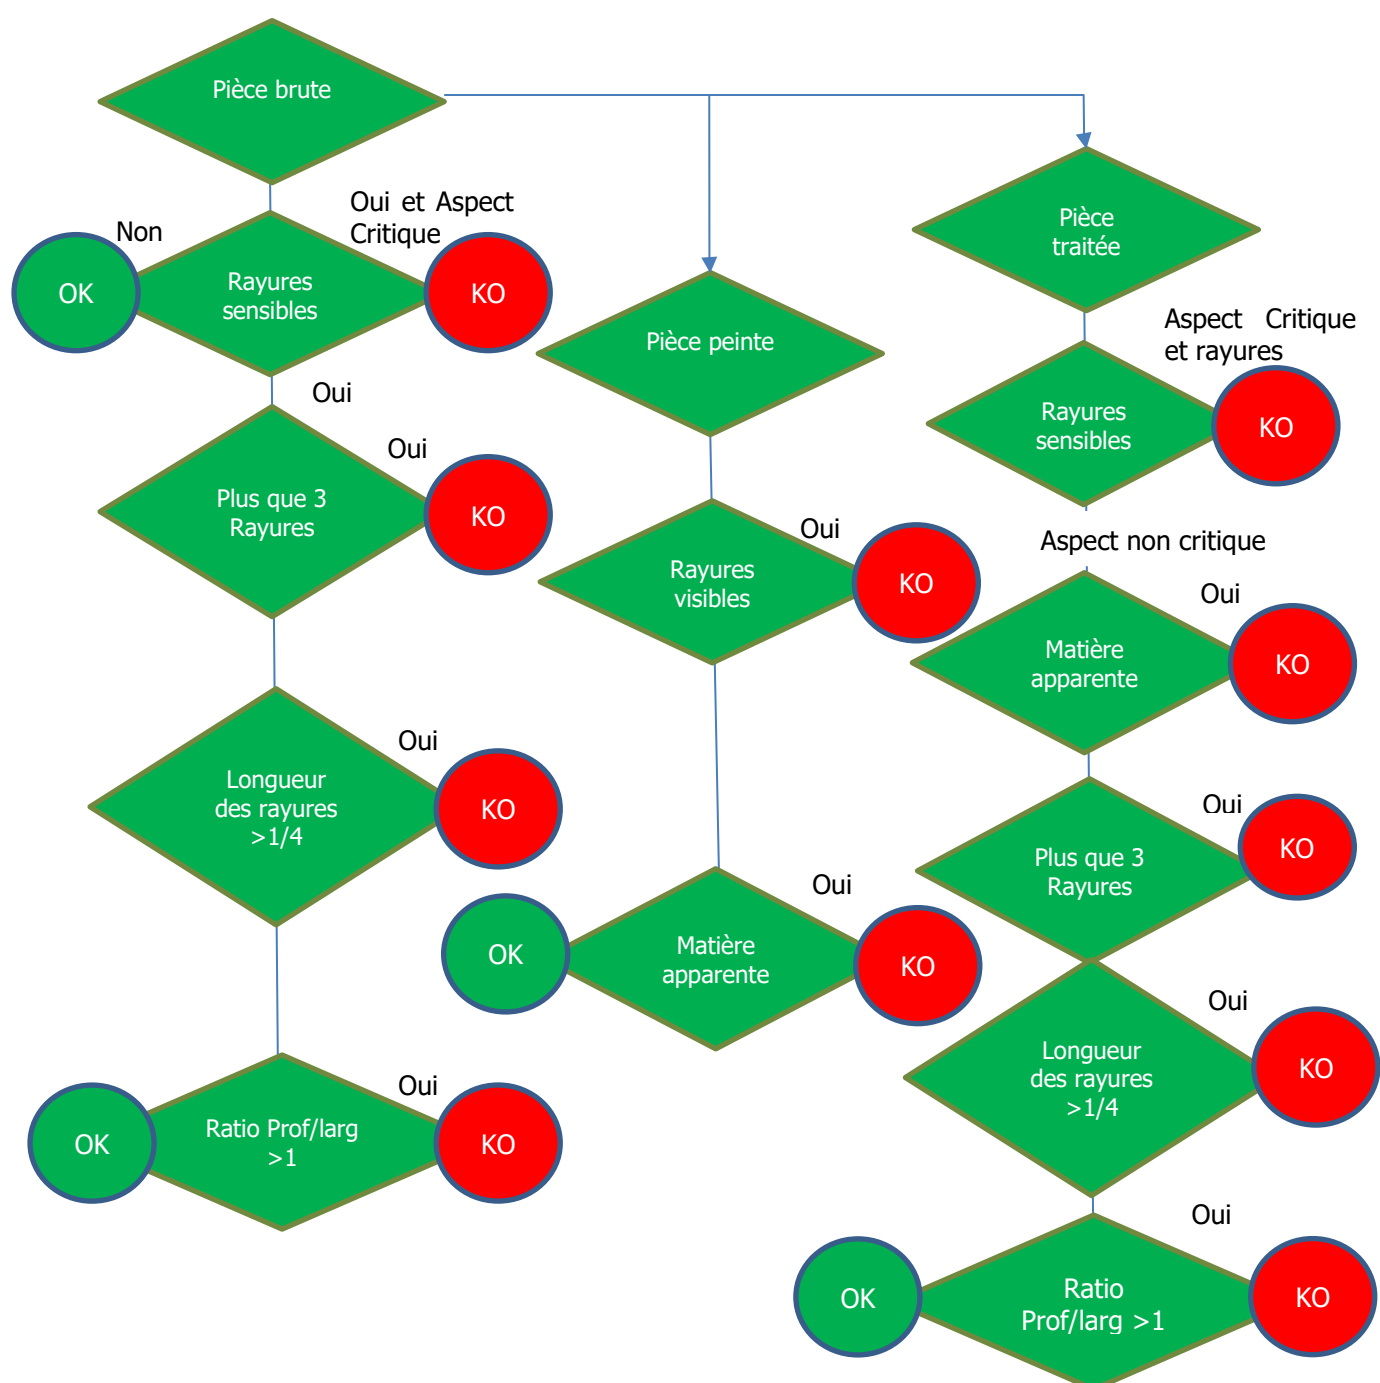 Pièce brute
Oui et Aspect
Critique
Non
OK
Rayures
sensibles
KO
Oui
Oui
Plus que 3
Rayures
KO
Oui
Longueur
des rayures
>1/4
KO
Oui
OK
Ratio Prof/larg
>1
KO
Pièce peinte
Oui
Rayures
visibles
KO
Oui
OK
Matière
apparente
KO
Pièce
traitée
Aspect Critique
et rayures
Rayures
sensibles
KO
Aspect non critique
Oui
Matière
apparente
KO
Oui
Plus que 3
Rayures
KO
Oui
Longueur
des rayures
>1/4
KO
Oui
OK
Ratio
Prof/larg >1
KO